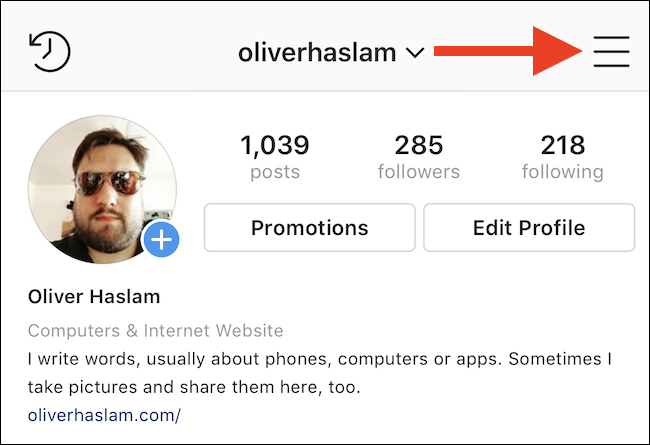 oliverhaslam
1,039 285 218
posts followers following
Promotions Edit Profile
Oliver Haslam
Computers & Internet Website
I write words, usually about phones, computers or apps. Sometimes I
take pictures and share them here, too.
oliverhaslam.com/